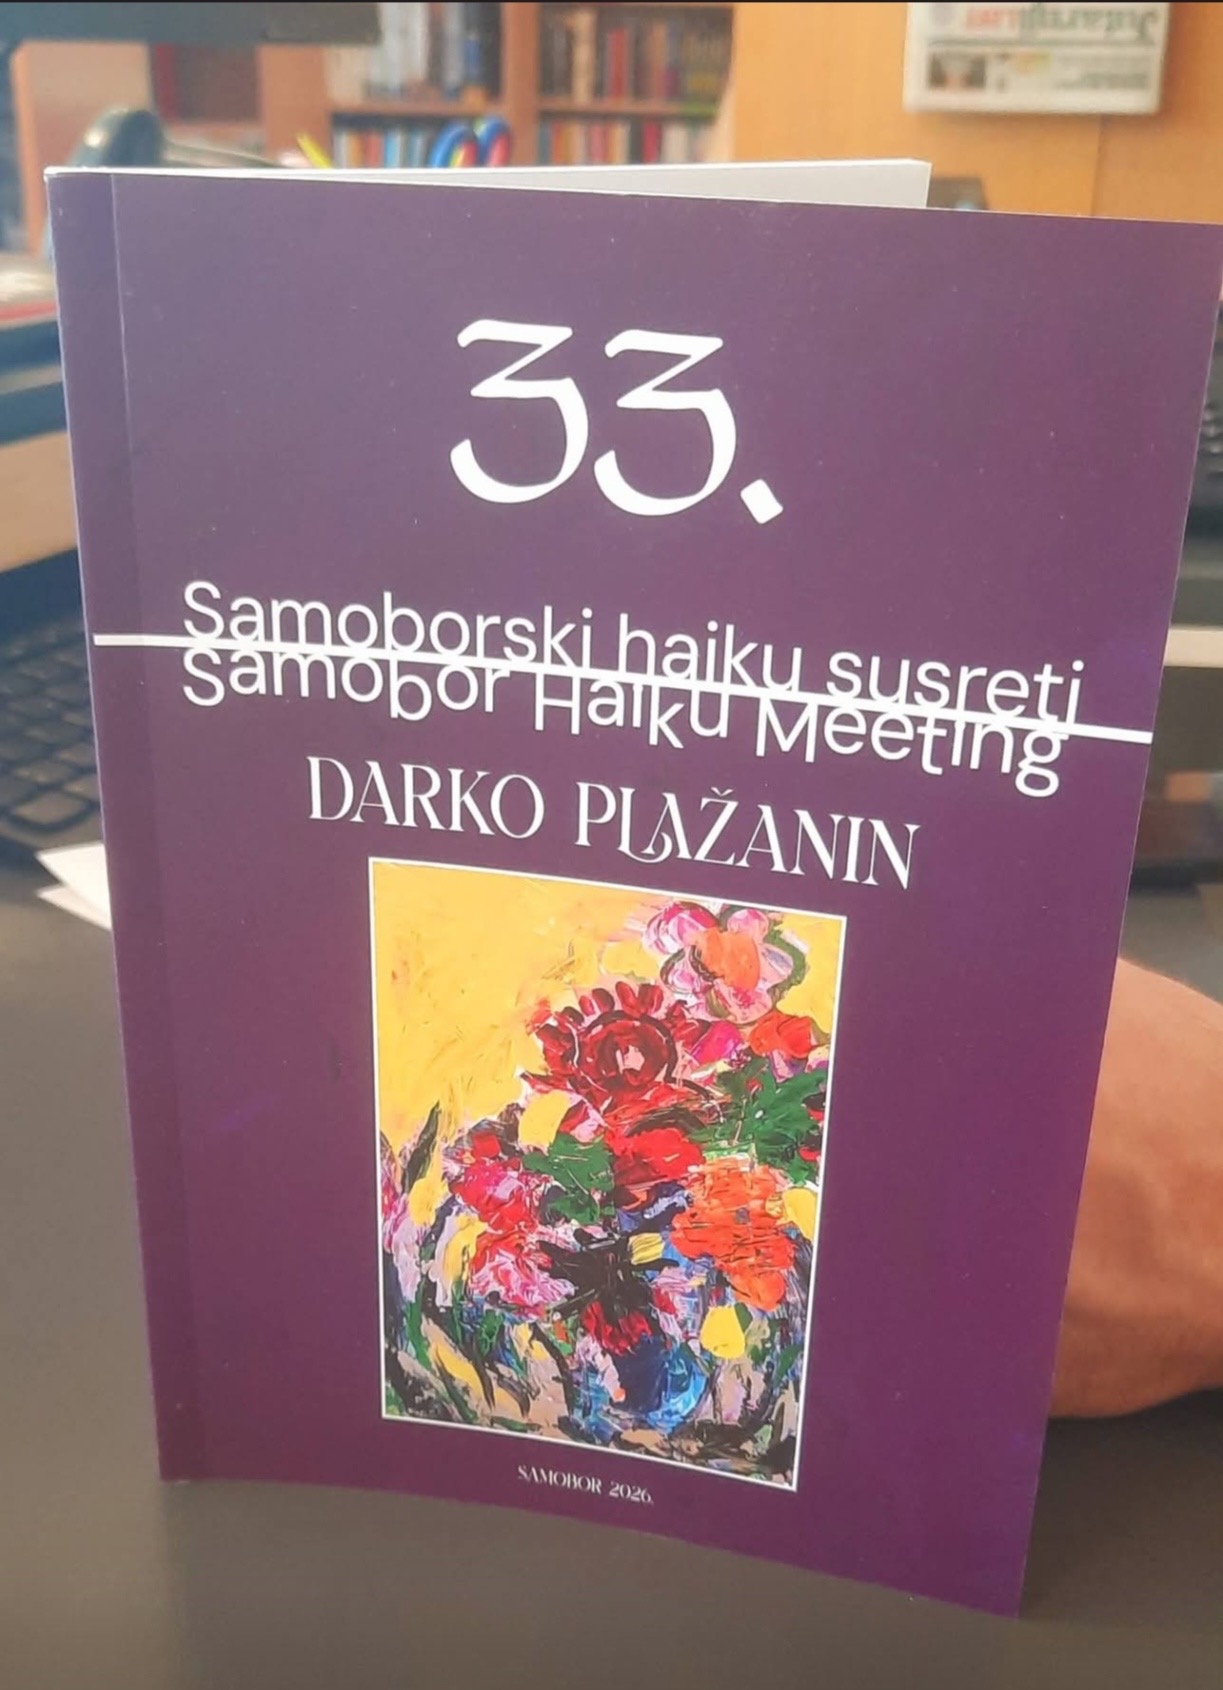 33.
Samoborski haiku susreti
Samobor Haiku Meeting
DARKO PLAŽANIN
SAMOBOR 2026.